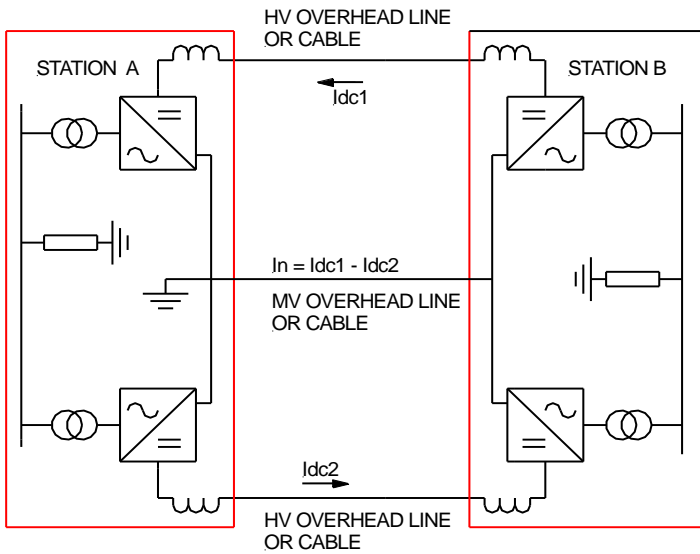 HV OVERHEAD LINE
OR CABLE
STATION A
STATION B
Idc1
In = Idc1 - Idc2
MV OVERHEAD LINE
OR CABLE
Idc2
HV OVERHEAD LINE
OR CABLE